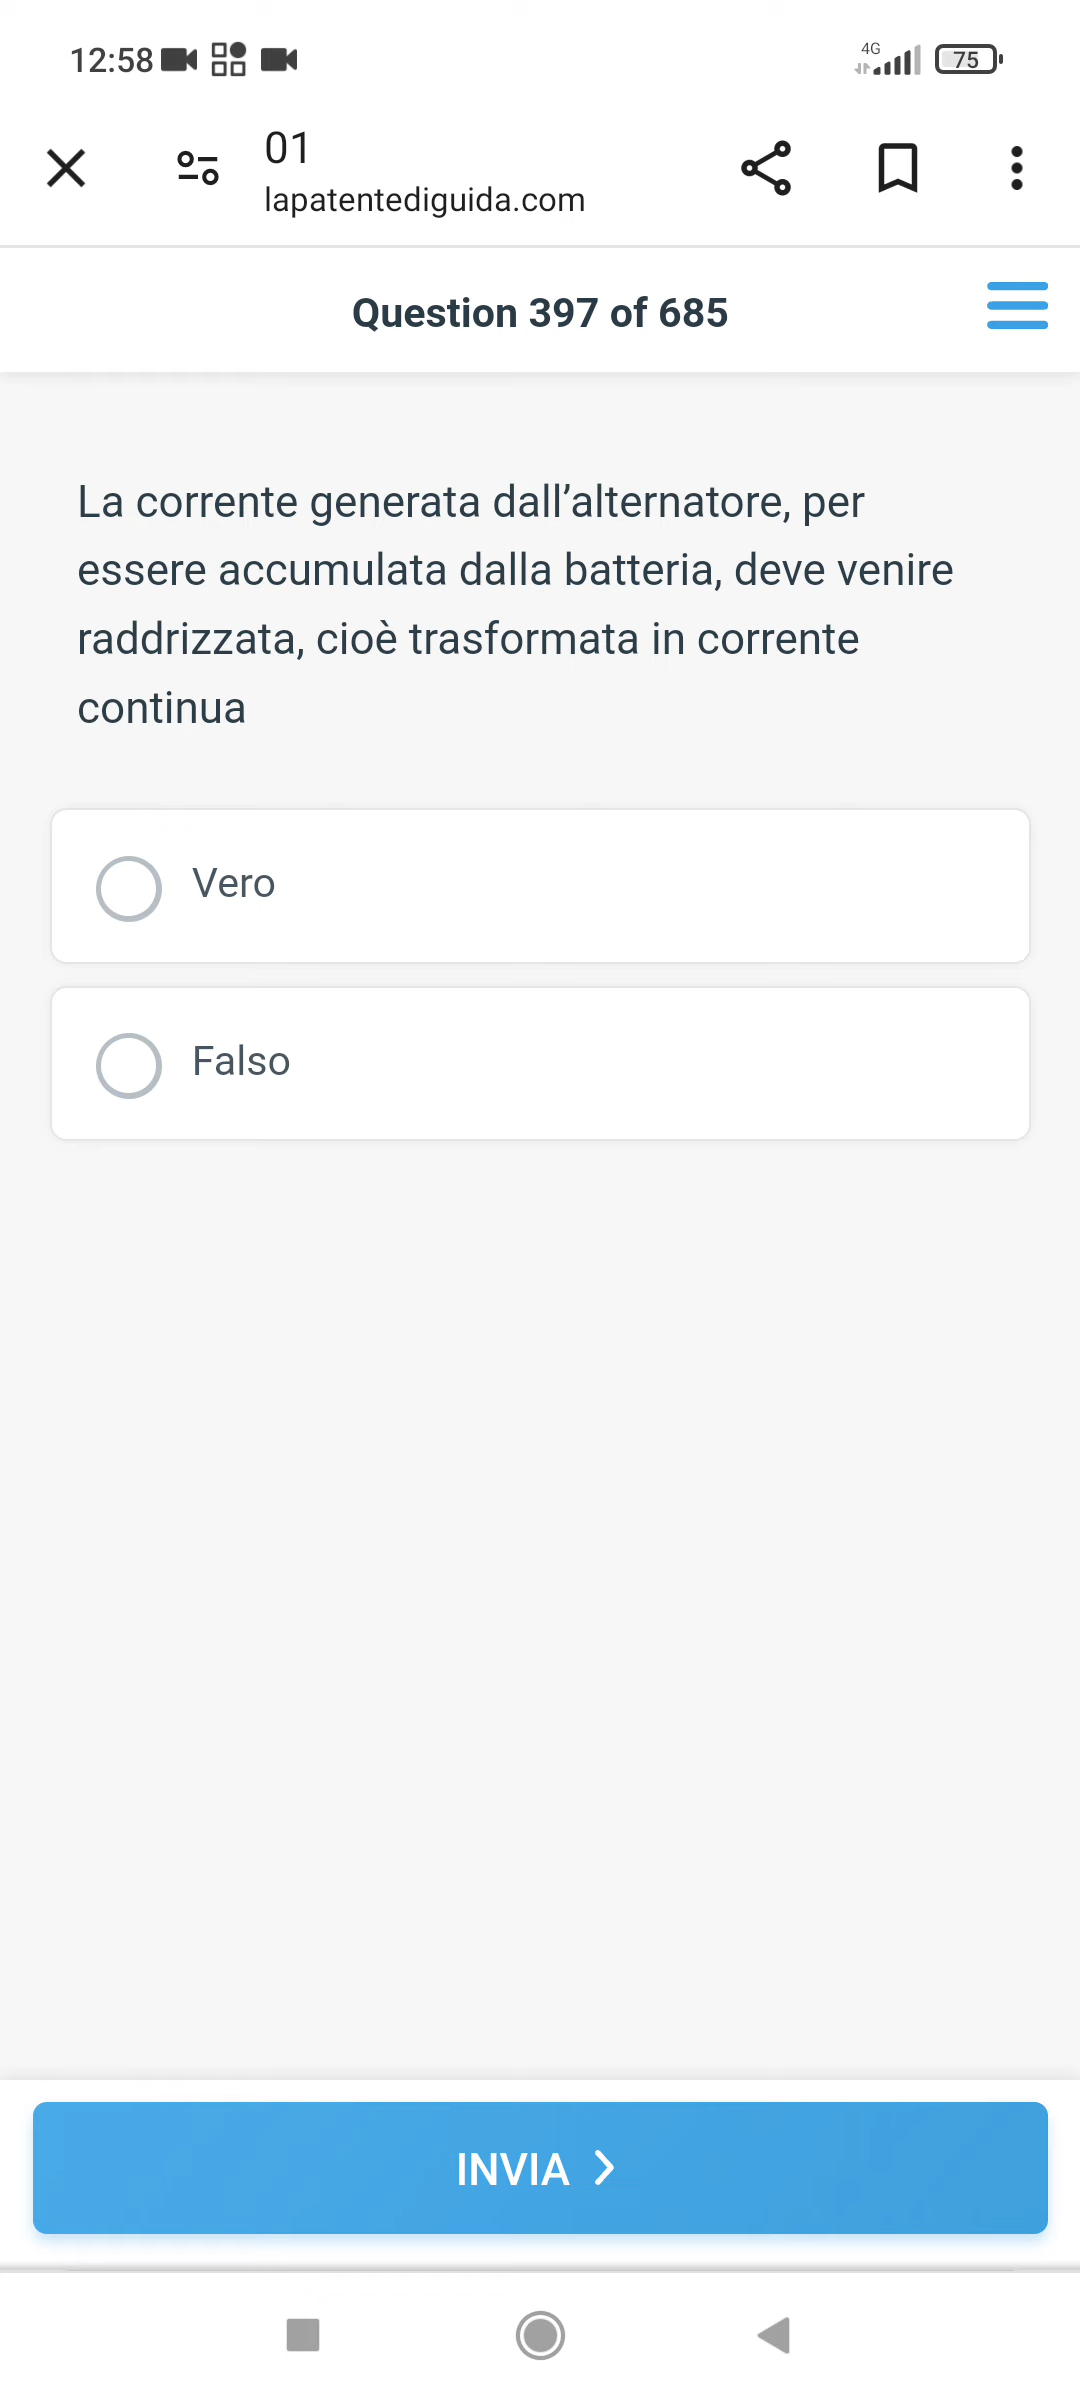 12:58
4G
75
01
lapatentediguida.com
Question 397 of 685
La corrente generata dall’alternatore, per
essere accumulata dalla batteria, deve venire
raddrizzata, cioè trasformata in corrente
continua
Vero
Falso
INVIA